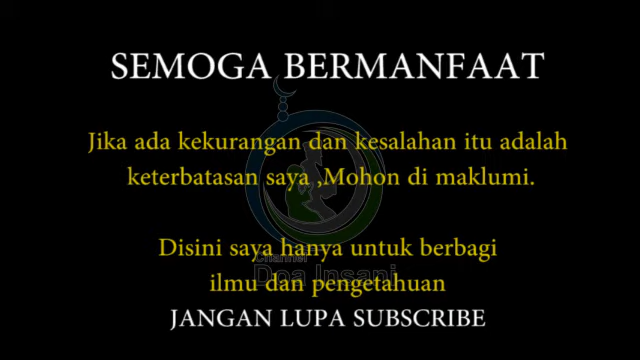 SEMOGA BERMANFAAT
Jika ada kekurangan dan kesalahan itu adalah
keterbatasan saya ,Mohon di maklumi.
Disini saya hanya untuk berbagi
Channel
Doa Insani
ilmu dan pengetahuan
JANGAN LUPA SUBSCRIBE